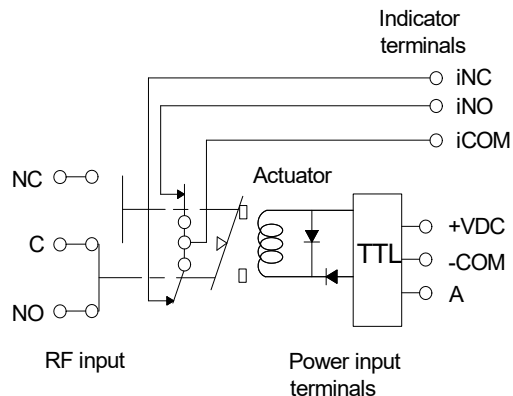 Indicator
terminals
iNC
iNO
iCOM
NC
Actuator
C
TTL
+VDC
-COM
A
NO
RF input
Power input
terminals